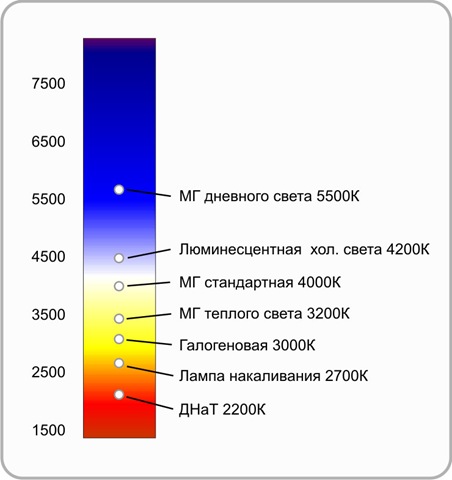 7500
6500
5500
МГ дневного света 5500К
4500
Люминесцентная хол. света 4200К
МГ стандартная 4000К
3500
МГ теплого света 3200К
Галогеновая 3000К
2500
Лампа накаливания 2700К
ДНаТ 2200К
1500